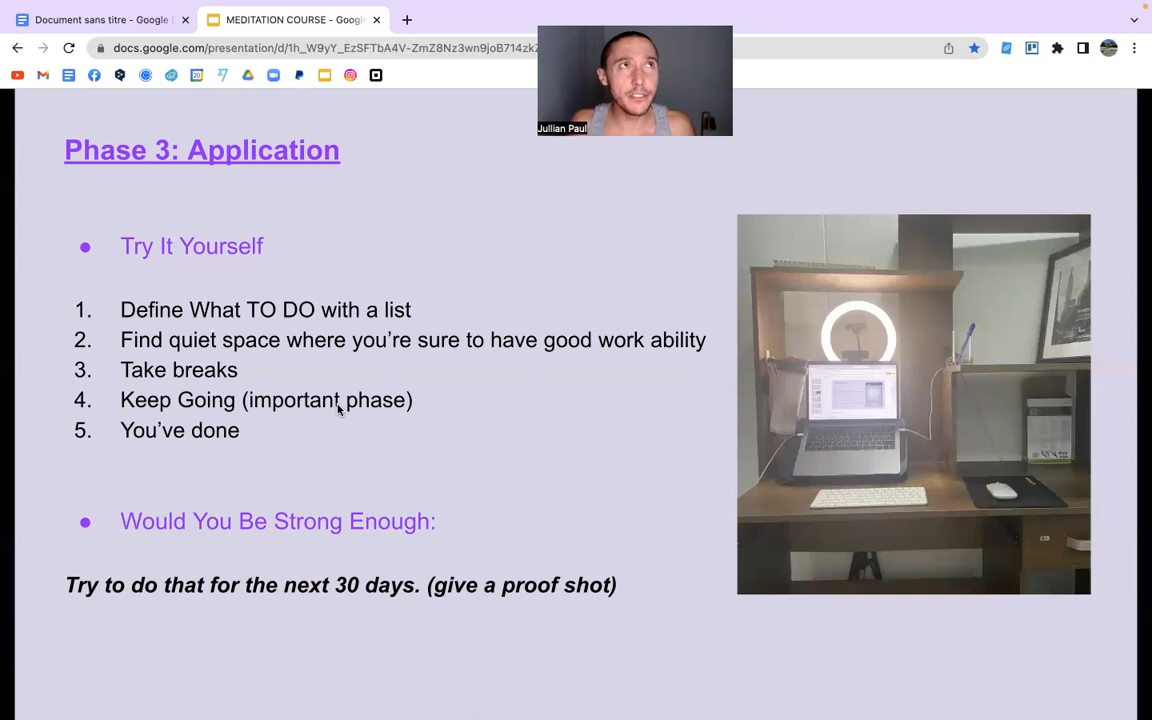 Document sans titre - Google
MEDITATION COURSE - Googl
docs.google.com/presentation/d/1h_W9yY_EzSFTbA4V-ZmZ8Nz3wn9joB714zkZ
Jullian Paul
Phase 3: Application
● Try It Yourself
1. Define What TO DO with a list
2. Find quiet space where you’re sure to have good work ability
3. Take breaks
4. Keep Going (important phase)
5. You’ve done
● Would You Be Strong Enough:
Try to do that for the next 30 days. (give a proof shot)